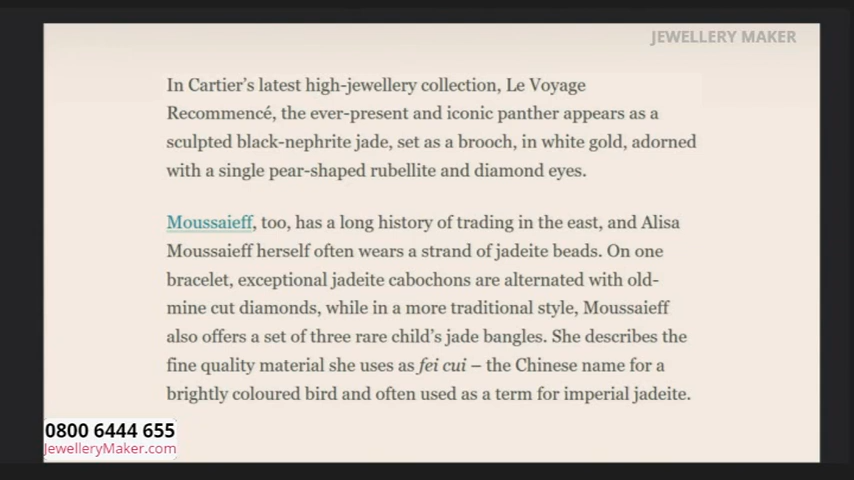 JEWELLERY MAKER
In Cartier's latest high-jewellery collection, Le Voyage
Recommencé, the ever-present and iconic panther appears as a
sculpted black-nephrite jade, set as a brooch, in white gold, adorned
with a single pear-shaped rubellite and diamond eyes.
Moussaieff, too, has a long history of trading in the east, and Alisa
Moussaieff herself often wears a strand of jadeite beads. On one
bracelet, exceptional jadeite cabochons are alternated with old-
mine cut diamonds, while in a more traditional style, Moussaieff
also offers a set of three rare child's jade bangles. She describes the
fine quality material she uses as fei cui – the Chinese name for a
brightly coloured bird and often used as a term for imperial jadeite.
0800 6444 655
JewelleryMaker.com